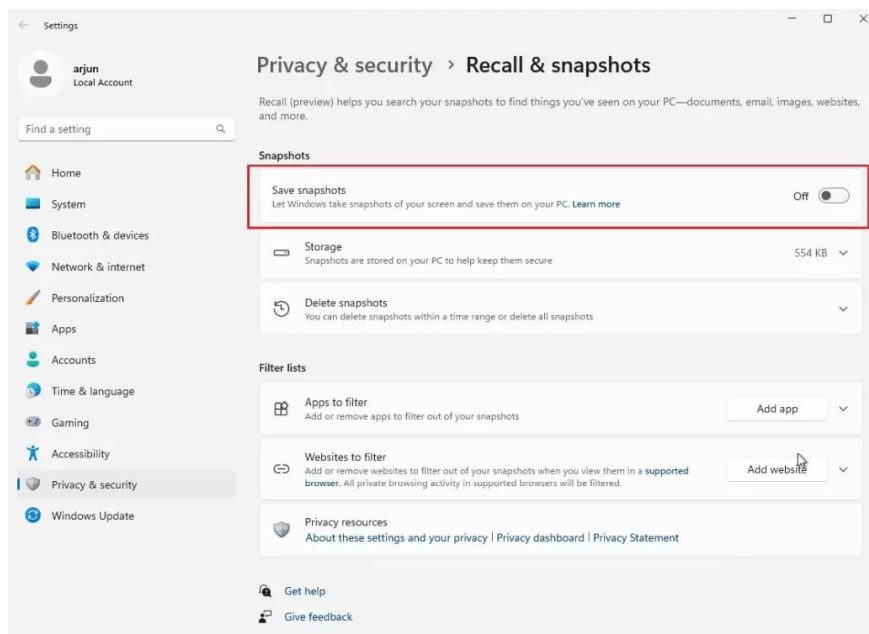 Settings
arjun
Local Account
Find a setting
Home
System
Bluetooth & devices
Network & internet
Personalization
Apps
Accounts
Time & language
Gaming
Accessibility
Privacy & security
Windows Update
Privacy & security > Recall & snapshots
Recall (preview) helps you search your snapshots to find things you've seen on your PC—documents, email, images, websites,
and more.
Snapshots
Save snapshots
Let Windows take snapshots of your screen and save them on your PC. Learn more
Off
Storage
Snapshots are stored on your PC to help keep them secure
554 KB
Delete snapshots
You can delete snapshots within a time range or delete all snapshots
Filter lists
Apps to filter
Add or remove apps to filter out of your snapshots
Add app
Websites to filter
Add or remove websites to filter out of your snapshots when you view them in a supported
browser. All private browsing activity in supported browsers will be filtered.
Add website
Privacy resources
About these settings and your privacy | Privacy dashboard | Privacy Statement
Get help
Give feedback